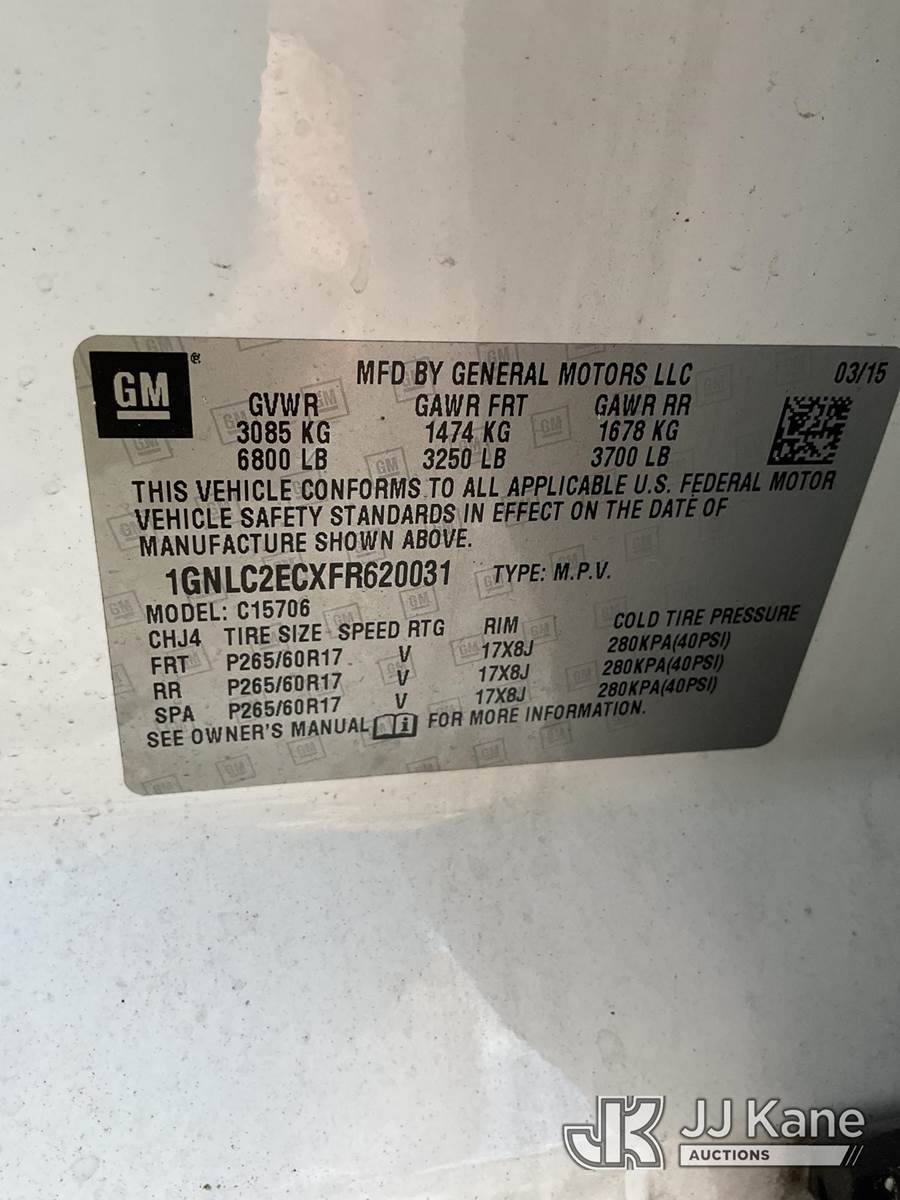 GM ®
MFD BY GENERAL MOTORS LLC 03/15
GVWR GAWR FRT GAWR RR
3085 KG 1474 KG 1678 KG
6800 LB 3250 LB 3700 LB
THIS VEHICLE CONFORMS TO ALL APPLICABLE U.S. FEDERAL MOTOR
VEHICLE SAFETY STANDARDS IN EFFECT ON THE DATE OF
MANUFACTURE SHOWN ABOVE.
1GNLC2ECXFR620031 TYPE: M.P.V.
MODEL: C15706
CHJ4 TIRE SIZE SPEED RTG RIM COLD TIRE PRESSURE
FRT P265/60R17 V 17X8J 280KPA(40PSI)
RR P265/60R17 V 17X8J 280KPA(40PSI)
SPA P265/60R17 V 17X8J 280KPA(40PSI)
SEE OWNER'S MANUAL i FOR MORE INFORMATION.
JK JJ Kane
AUCTIONS